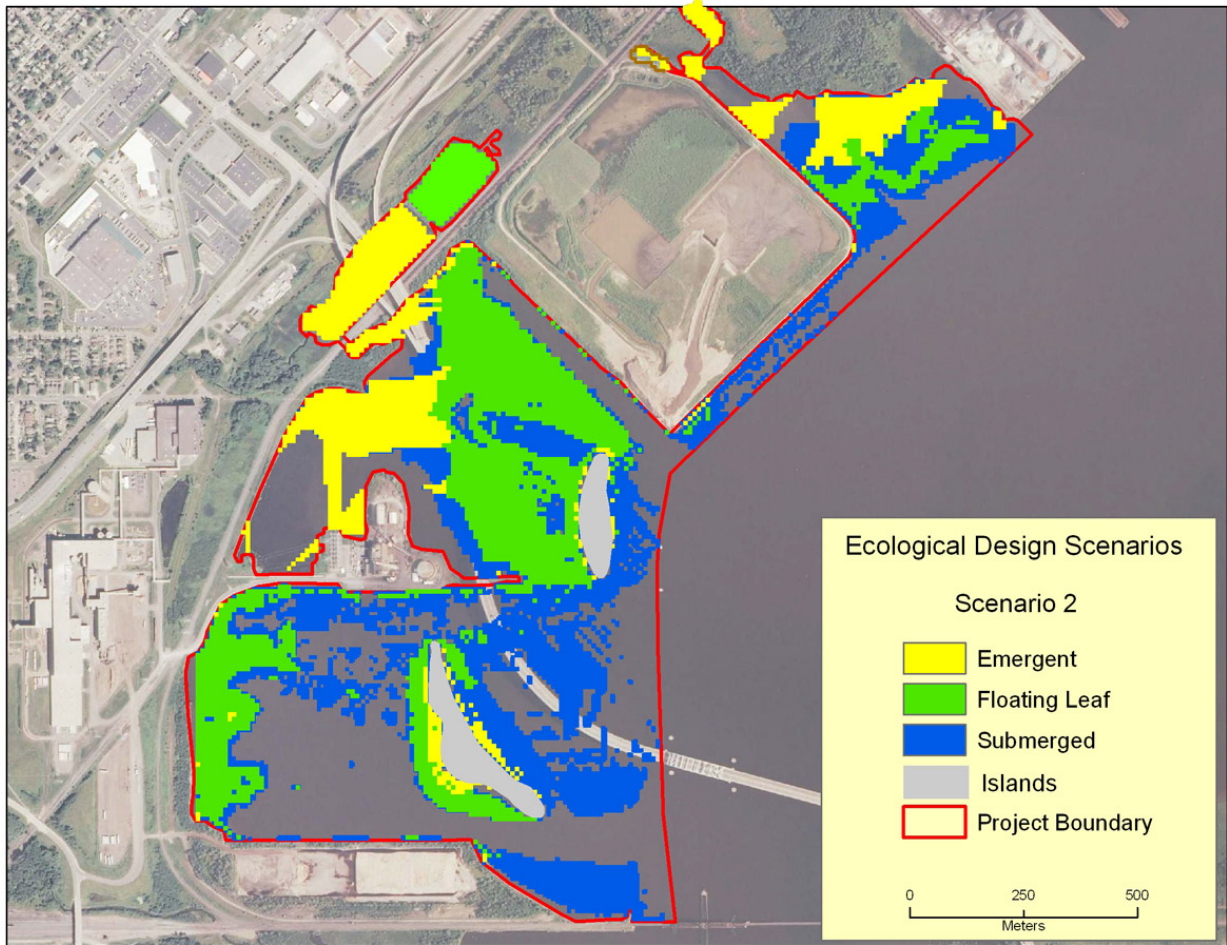 Ecological Design Scenarios
Scenario 2
Emergent
Floating Leaf
Submerged
Islands
Project Boundary
0 250 500
Meters